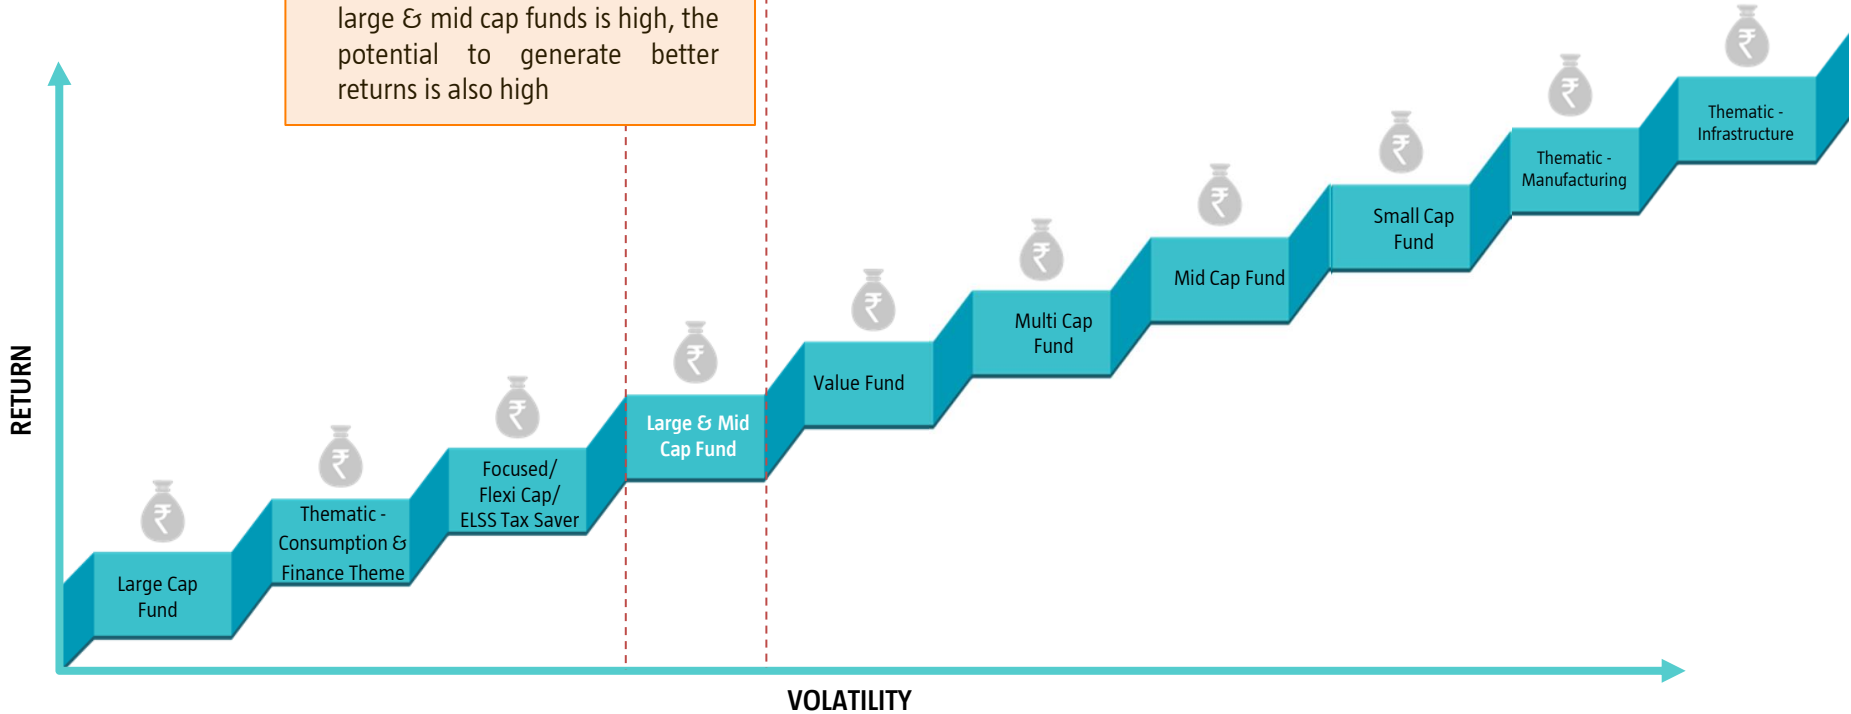 large & mid cap funds is high, the
potential to generate better
returns is also high
RETURN
₹
Large Cap
Fund
₹
Thematic -
Consumption &
Finance Theme
₹
Focused/
Flexi Cap/
ELSS Tax Saver
₹
Large & Mid
Cap Fund
₹
Value Fund
₹
Multi Cap
Fund
₹
Mid Cap Fund
₹
Small Cap
Fund
₹
Thematic -
Manufacturing
₹
Thematic -
Infrastructure
VOLATILITY